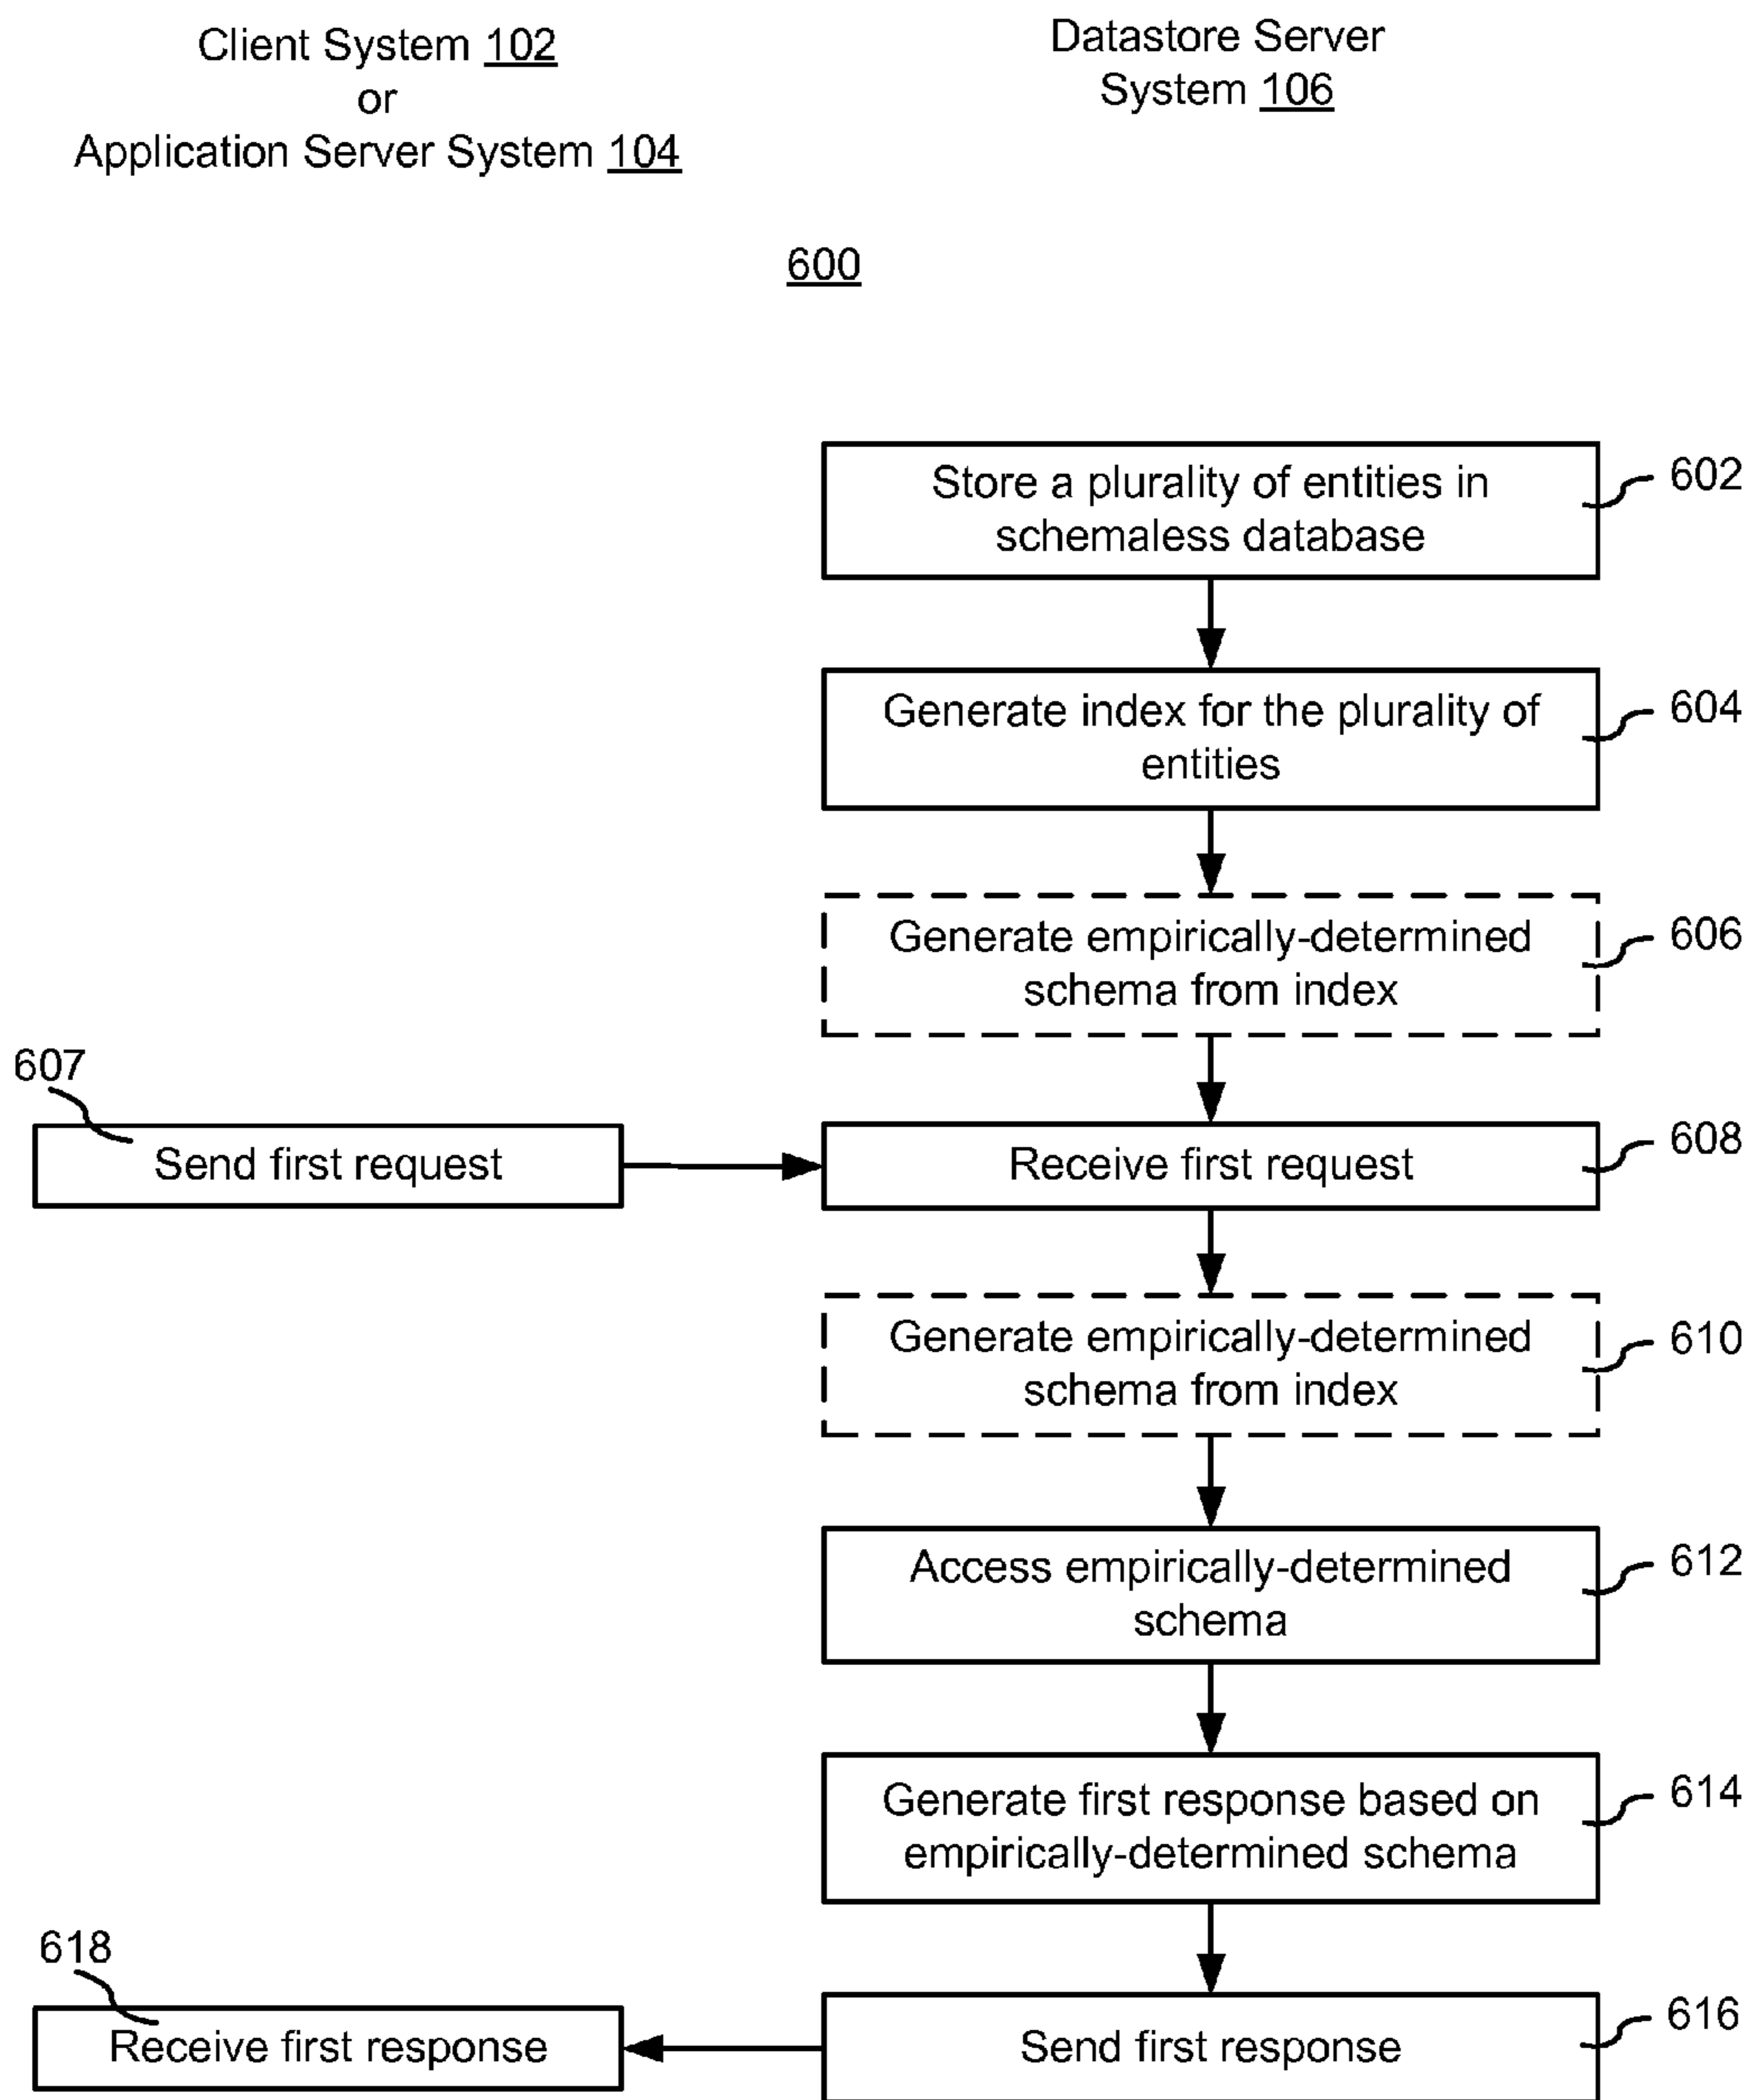 Client System 102
or
Application Server System 104
Datastore Server
System 106
600
Store a plurality of entities in
schemaless database
602
Generate index for the plurality of
entities
604
Generate empirically-determined
schema from index
606
607
Send first request
Receive first request
608
Generate empirically-determined
schema from index
610
Access empirically-determined
schema
612
Generate first response based on
empirically-determined schema
614
618
Receive first response
Send first response
616